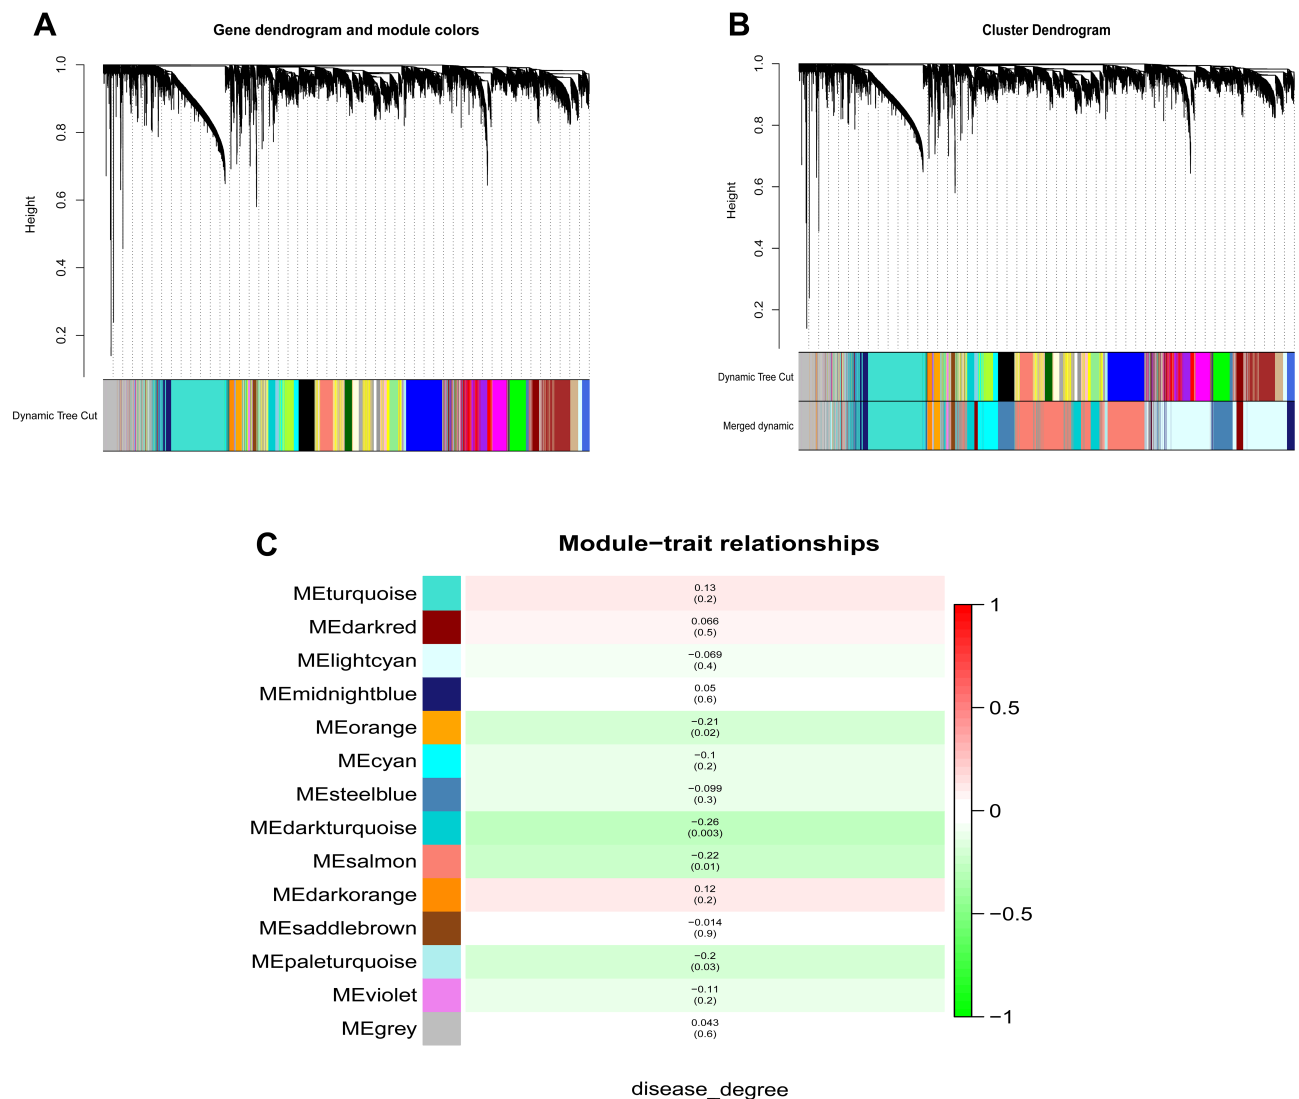 A
Gene dendrogram and module colors
Height
1.0
0.8
0.6
0.4
0.2
Dynamic Tree Cut
B
Cluster Dendrogram
Height
1.0
0.8
0.6
0.4
0.2
Dynamic Tree Cut
Merged dynamic
C
Module−trait relationships
MEturquoise
0.13
(0.2)
MEdarkred
0.066
(0.5)
MElightcyan
−0.069
(0.4)
MEmidnightblue
0.05
(0.6)
MEorange
−0.21
(0.02)
MEcyan
−0.1
(0.2)
MEsteelblue
−0.099
(0.3)
MEdarkturquoise
−0.26
(0.003)
MEsalmon
−0.22
(0.01)
MEdarkorange
0.12
(0.2)
MEsaddlebrown
−0.014
(0.9)
MEpaleturquoise
−0.2
(0.03)
MEviolet
−0.11
(0.2)
MEgrey
0.043
(0.6)
1
0.5
0
−0.5
−1
disease_degree